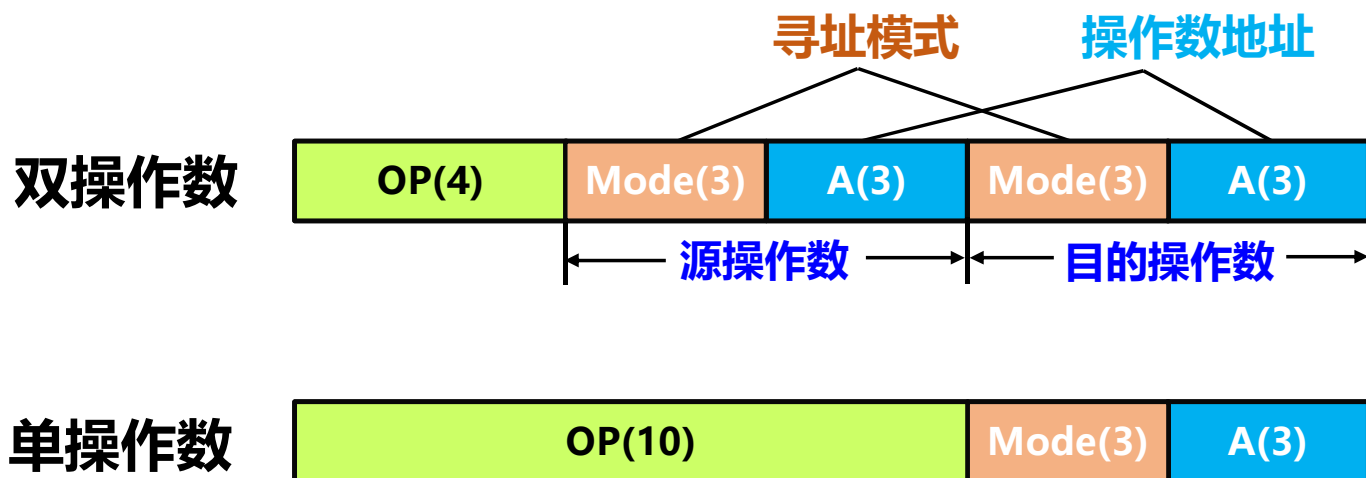 寻址模式 操作数地址
双操作数 OP(4) Mode(3) A(3) Mode(3) A(3)
源操作数 目的操作数
单操作数 OP(10) Mode(3) A(3)